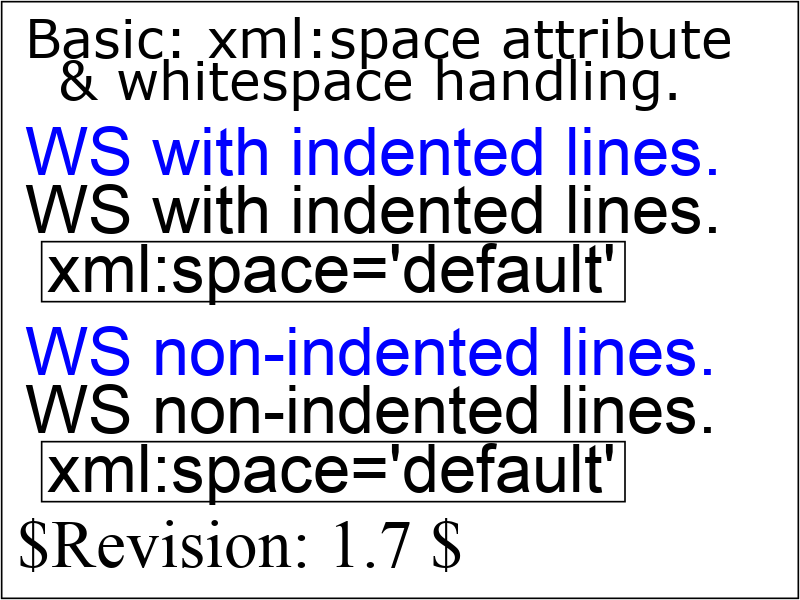 Basic: xml:space attribute
& whitespace handling.
WS with indented lines.
WS with indented lines.
xml:space='default'
WS non-indented lines.
WS non-indented lines.
xml:space='default'
$Revision: 1.7 $